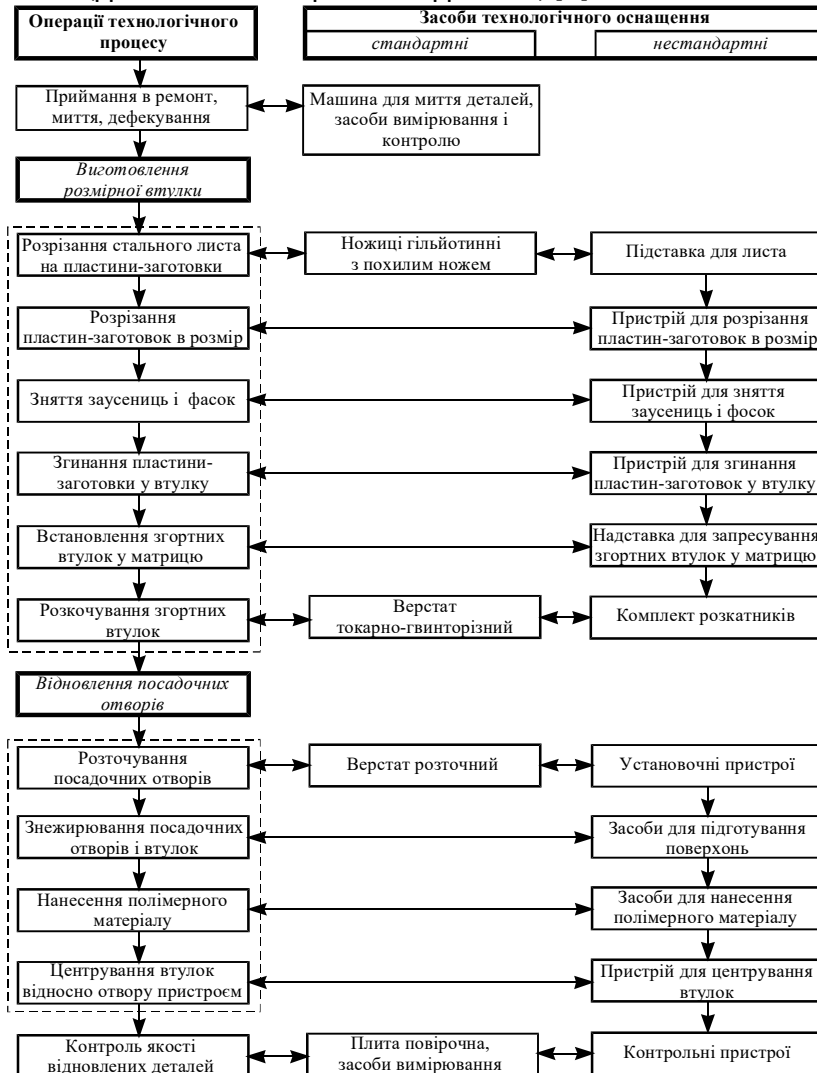 Операції технологічного
процесу
Засоби технологічного оснащення
стандартні
нестандартні
Приймання в ремонт,
миття, дефекування
Машина для миття деталей,
засоби вимірювання і
контролю
Виготовлення
розмірної втулки
Розрізання стального листа
на пластини-заготовки
Ножиці гільйотинні
з похилим ножем
Підставка для листа
Розрізання
пластин-заготовок в розмір
Пристрій для розрізання
пластин-заготовок в розмір
Зняття заусениць і фасок
Пристрій для зняття
заусениць і фосок
Згинання пластини-
заготовки у втулку
Пристрій для згинання
пластин-заготовок у втулку
Встановлення згортних
втулок у матрицю
Надставка для запресування
згортних втулок у матрицю
Розкочування згортних
втулок
Верстат
токарно-гвинторізний
Комплект розкатників
Відновлення посадочних
отворів
Розточування
посадочних отворів
Верстат розточний
Установочні пристрої
Знежирювання посадочних
отворів і втулок
Засоби для підготування
поверхонь
Нанесення полімерного
матеріалу
Засоби для нанесення
полімерного матеріалу
Центрування втулок
відносно отвору пристроєм
Пристрій для центрування
втулок
Контроль якості
відновлених деталей
Плита повірочна,
засоби вимірювання
Контрольні пристрої